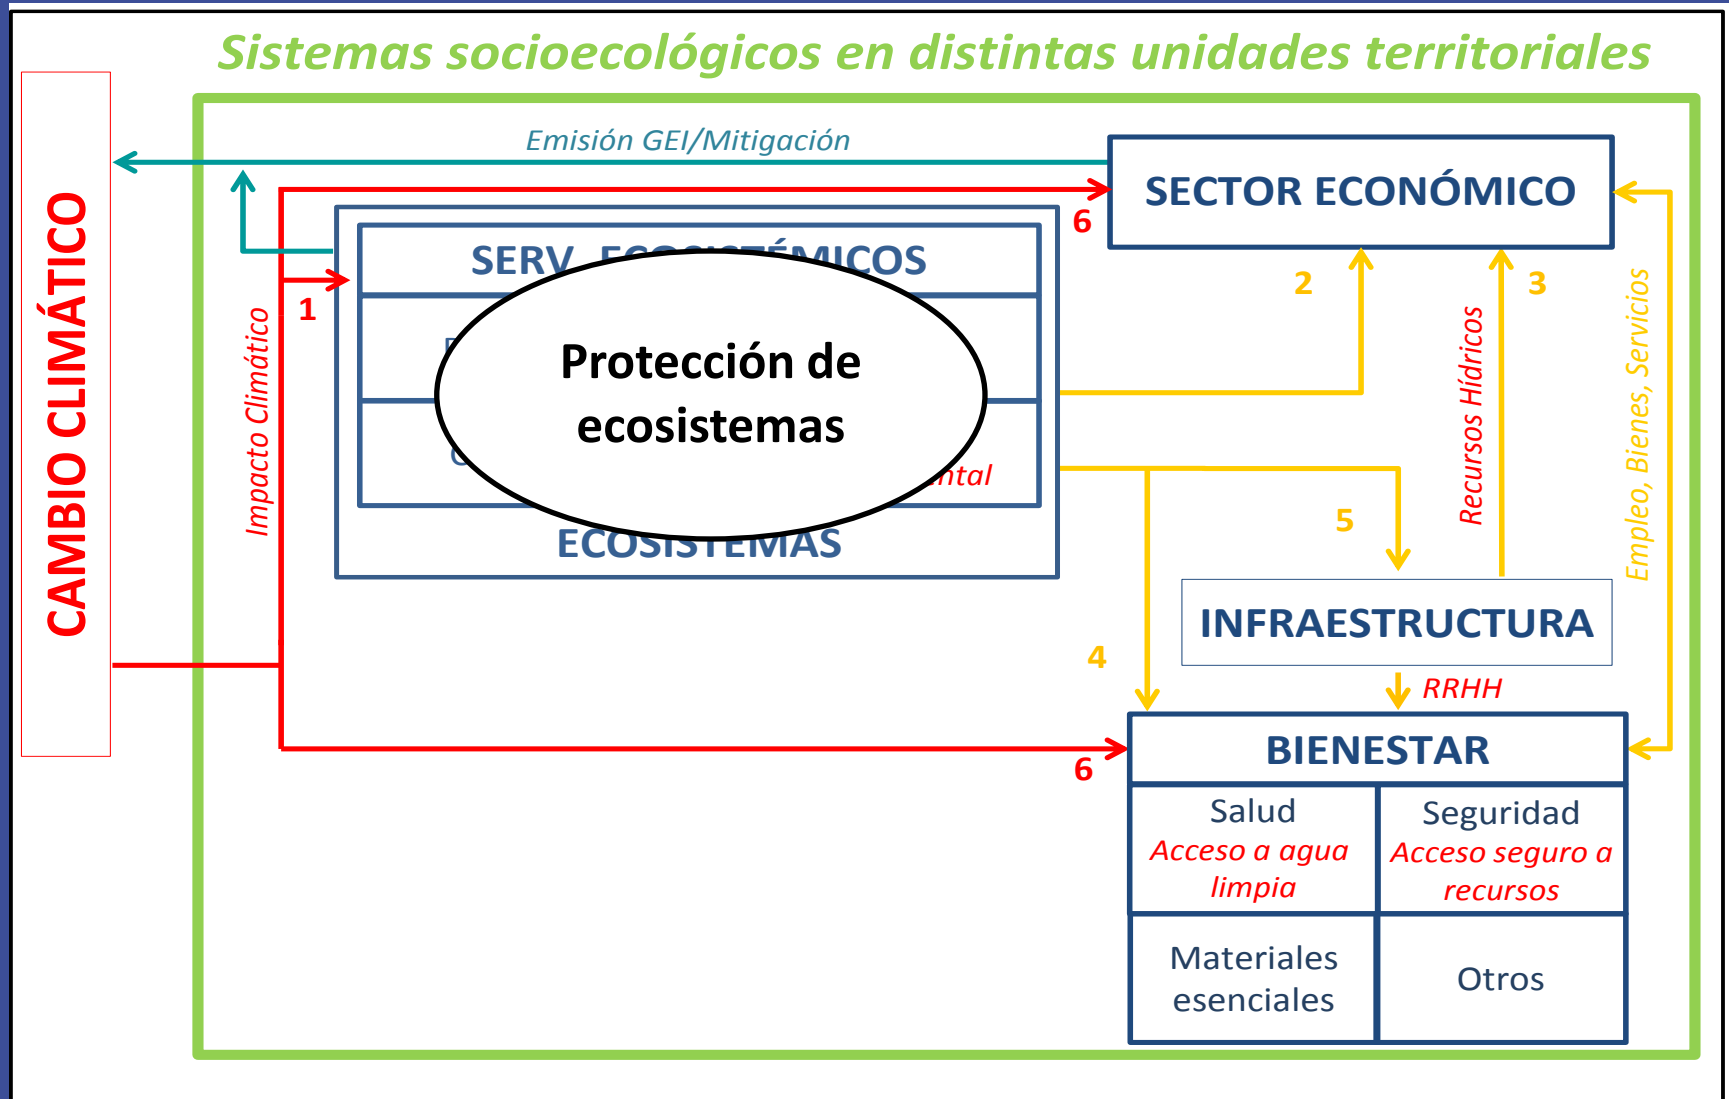 Sistemas socioecológicos en distintas unidades territoriales
CAMBIO CLIMÁTICO
Emisión GEI/Mitigación
SECTOR ECONÓMICO
6
SERV.
1
2
3
Impacto Climático
Protección de
ecosistemas
Recursos Hídricos
Empleo, Bienes, Servicios
5
ECOSISTEMAS
INFRAESTRUCTURA
4
RRHH
BIENESTAR
6
Salud
Acceso a agua
limpia
Seguridad
Acceso seguro a
recursos
Materiales
esenciales
Otros